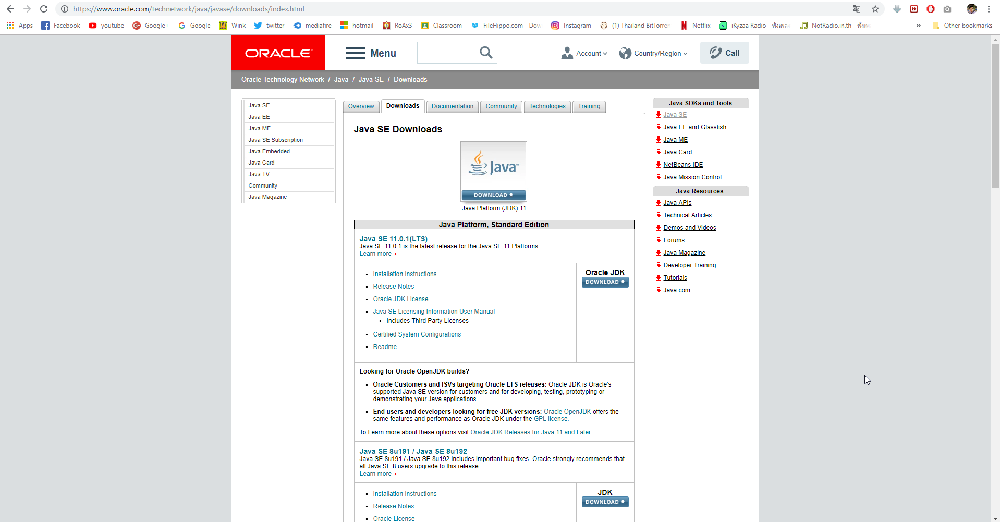 https://www.oracle.com/technetwork/java/javase/downloads/index.html
Apps Facebook youtube Google+ Google Wink twitter mediafire hotmail RoAx3 Classroom FileHippo.com - Dow Instagram (1) Thailand BitTorren Netflix iKyzaa Radio - ฟังเพล NotRadio.in.th - ฟังเ » Other bookmarks
ORACLE
Menu
Account
Country/Region
Call
Oracle Technology Network / Java / Java SE / Downloads
Java SE
Java EE
Java ME
Java SE Subscription
Java Embedded
Java Card
Java TV
Community
Java Magazine
Overview Downloads Documentation Community Technologies Training
Java SE Downloads
Java™
DOWNLOAD
Java Platform (JDK) 11
Java Platform, Standard Edition
Java SE 11.0.1(LTS)
Java SE 11.0.1 is the latest release for the Java SE 11 Platforms
Learn more
Installation Instructions
Release Notes
Oracle JDK License
Java SE Licensing Information User Manual
Includes Third Party Licenses
Certified System Configurations
Readme
Oracle JDK
DOWNLOAD
Looking for Oracle OpenJDK builds?
Oracle Customers and ISVs targeting Oracle LTS releases: Oracle JDK is Oracle's
supported Java SE version for customers and for developing, testing, prototyping or
demonstrating your Java applications.
End users and developers looking for free JDK versions: Oracle OpenJDK offers the
same features and performance as Oracle JDK under the GPL license.
To Learn more about these options visit Oracle JDK Releases for Java 11 and Later
Java SE 8u191 / Java SE 8u192
Java SE 8u191 / Java SE 8u192 includes important bug fixes. Oracle strongly recommends that
all Java SE 8 users upgrade to this release.
Learn more
Installation Instructions
Release Notes
Oracle License
JDK
DOWNLOAD
Java SDKs and Tools
Java SE
Java EE and Glassfish
Java ME
Java Card
NetBeans IDE
Java Mission Control
Java Resources
Java APIs
Technical Articles
Demos and Videos
Forums
Java Magazine
Developer Training
Tutorials
Java.com